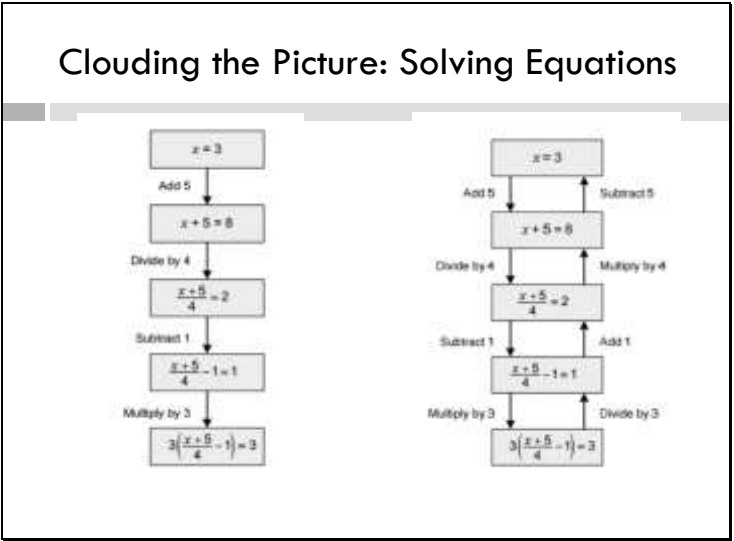 Clouding the Picture: Solving Equations
x = 3
Add 5
x + 5 = 8
Divide by 4
x + 5
4
= 2
Subtract 1
x + 5
4
- 1 = 1
Multiply by 3
3(x + 5
4
- 1) = 3
x = 3
Add 5
Subtract 5
x + 5 = 8
Divide by 4
Multiply by 4
x + 5
4
= 2
Subtract 1
Add 1
x + 5
4
- 1 = 1
Multiply by 3
Divide by 3
3(x + 5
4
- 1) = 3